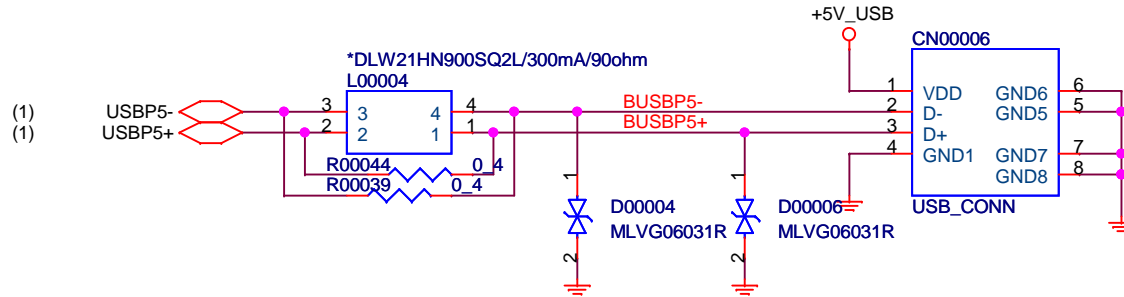 +5V_USB
CN00006
*DLW21HN900SQ2L/300mA/90ohm
L00004
(1) USBP5- 3 3 4 4 BUSBP5- 1 VDD GND6 6
(1) USBP5+ 2 2 1 1 BUSBP5+ 2 D- GND5 5
3 D+
4 GND1 GND7 7
GND8 8
R00044 0_4
R00039 0_4
USB_CONN
1 D00004 1 D00006
MLVG06031R MLVG06031R
2 2